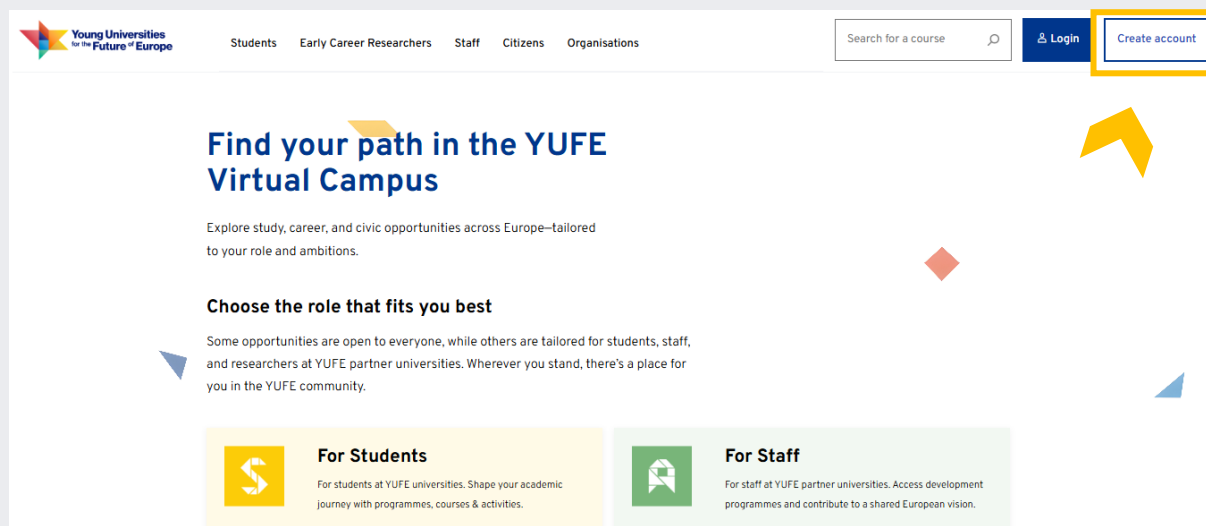 Young Universities
for the Future of Europe
Students Early Career Researchers Staff Citizens Organisations
Search for a course
Login
Create account
Find your path in the YUFE
Virtual Campus
Explore study, career, and civic opportunities across Europe—tailored
to your role and ambitions.
Choose the role that fits you best
Some opportunities are open to everyone, while others are tailored for students, staff,
and researchers at YUFE partner universities. Wherever you stand, there's a place for
you in the YUFE community.
For Students
For students at YUFE universities. Shape your academic
journey with programmes, courses & activities.
For Staff
For staff at YUFE partner universities. Access development
programmes and contribute to a shared European vision.